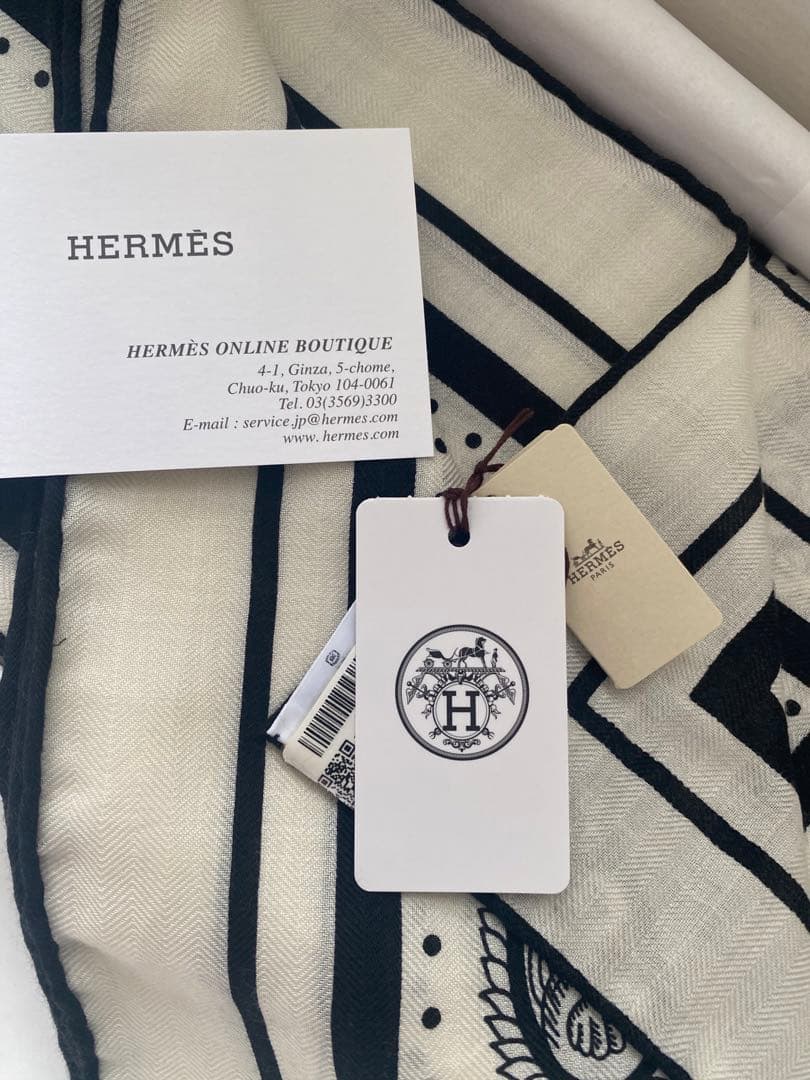 HERMÈS
HERMÈS ONLINE BOUTIQUE
4-1, Ginza, 5-chome,
Chuo-ku, Tokyo 104-0061
Tel. 03(3569)3300
E-mail : service.jp@hermes.com
www. hermes.com
HERMÈS
PARIS
H